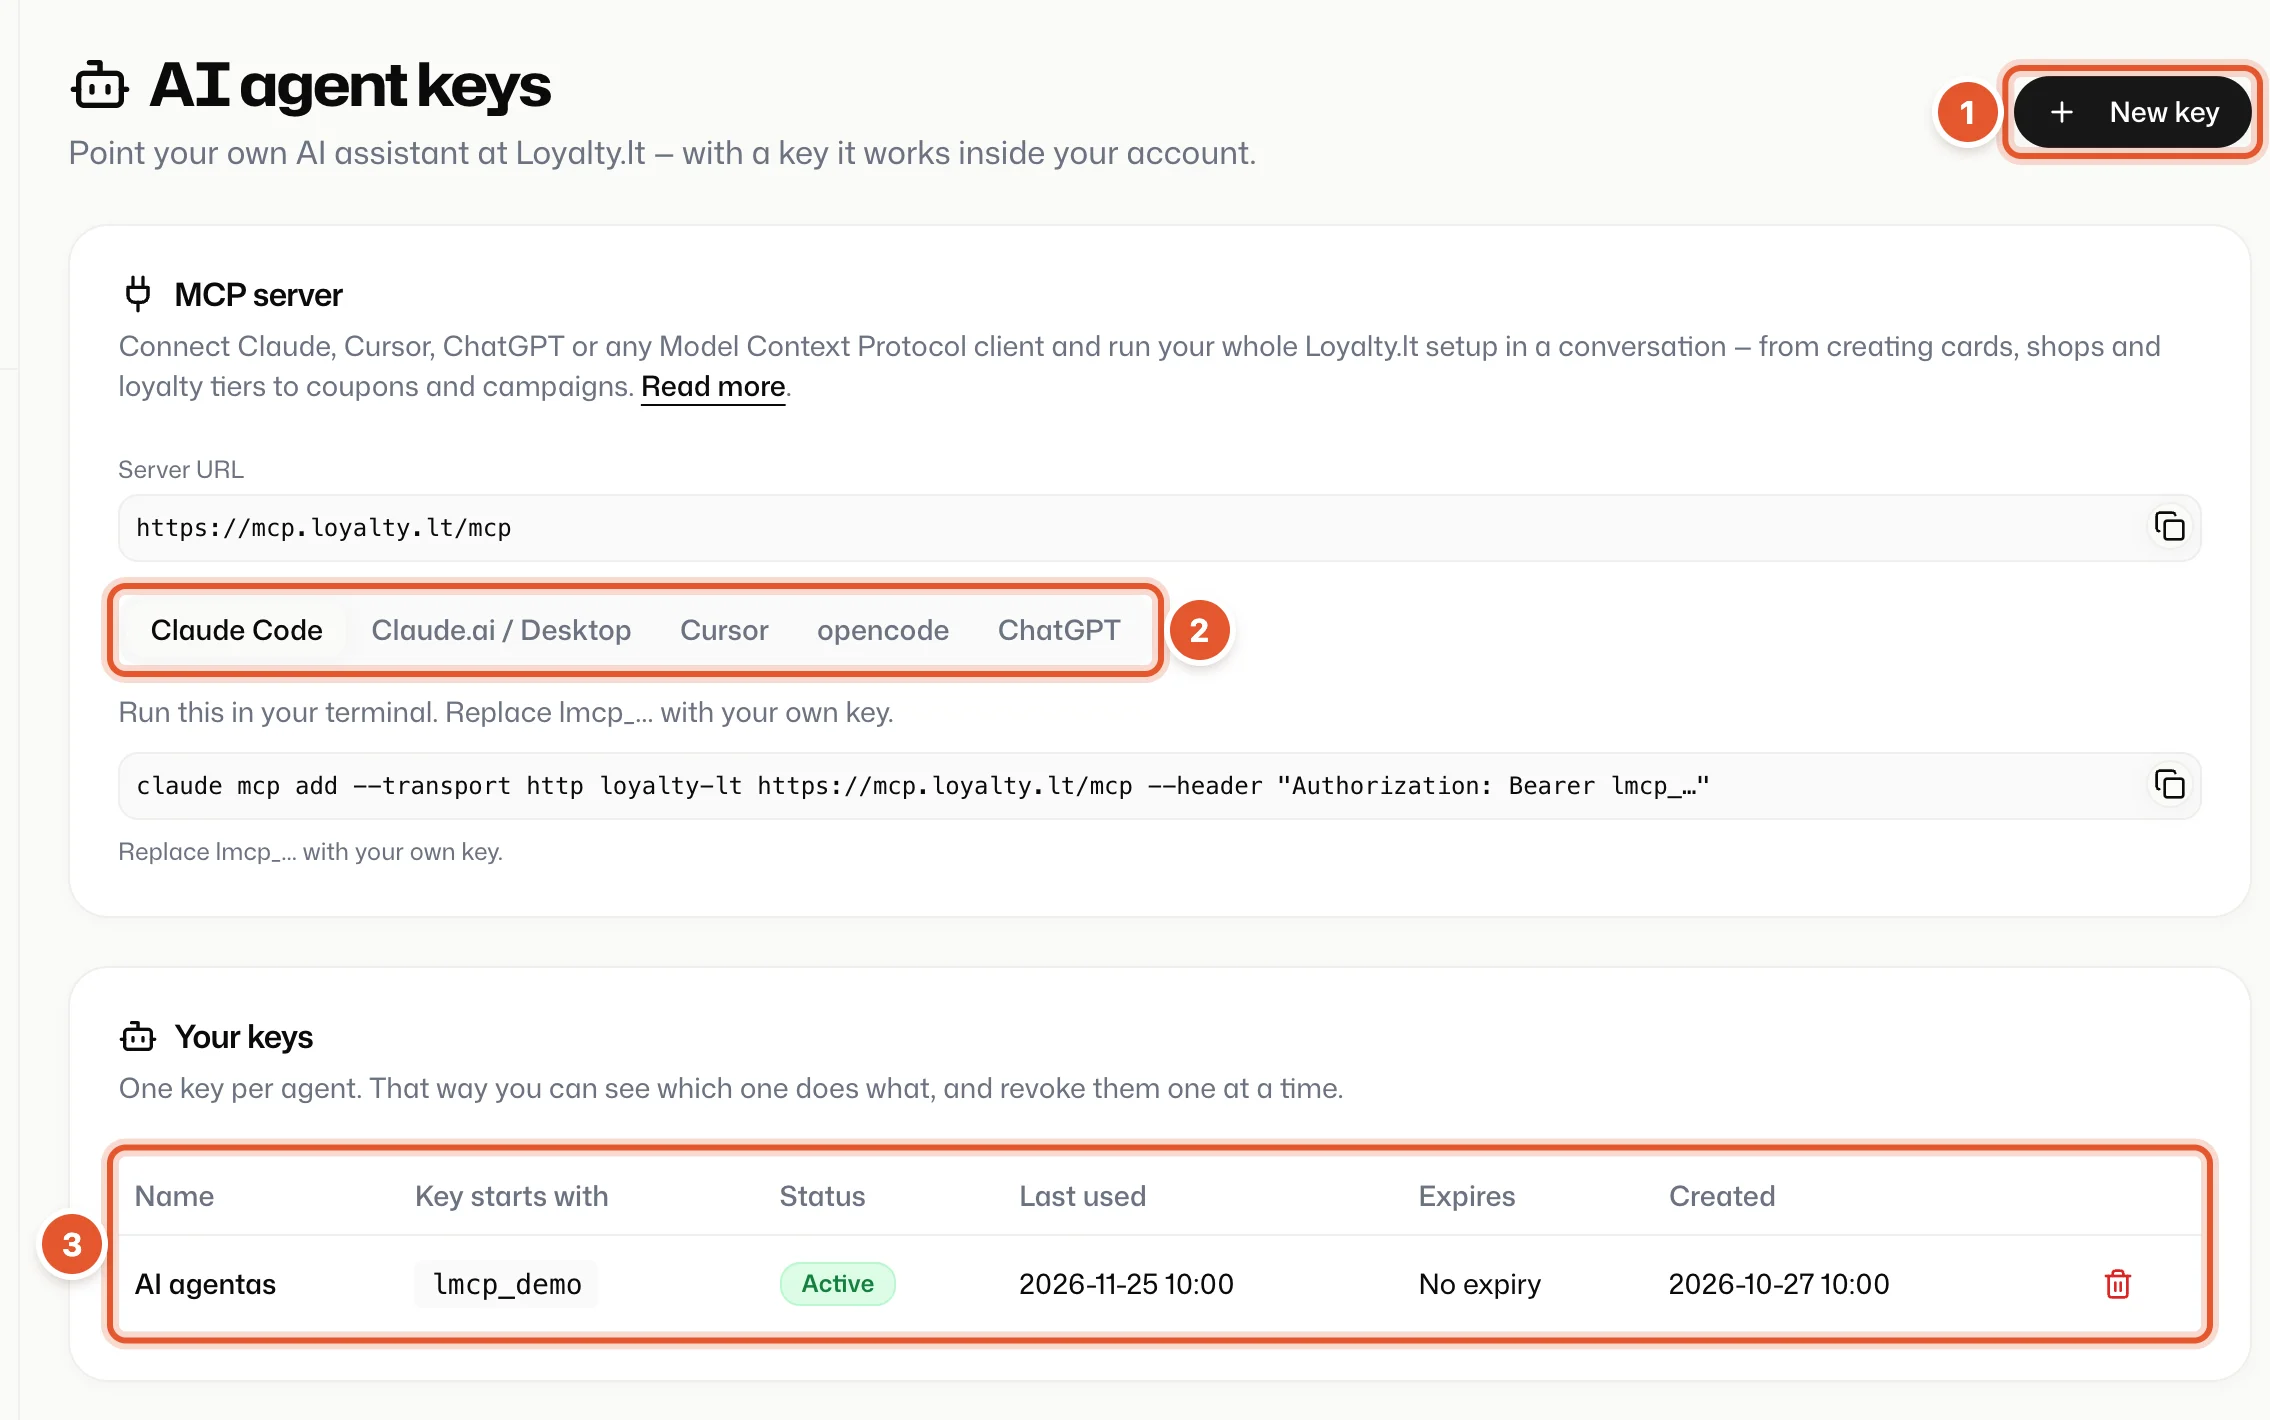 AI agent keys
Point your own AI assistant at Loyalty.lt – with a key it works inside your account.
1
+ New key
MCP server
Connect Claude, Cursor, ChatGPT or any Model Context Protocol client and run your whole Loyalty.lt setup in a conversation – from creating cards, shops and
loyalty tiers to coupons and campaigns. Read more.
Server URL
https://mcp.loyalty.lt/mcp
Claude Code Claude.ai / Desktop Cursor opencode ChatGPT
2
Run this in your terminal. Replace lmcp_… with your own key.
claude mcp add --transport http loyalty-lt https://mcp.loyalty.lt/mcp --header "Authorization: Bearer lmcp_…"
Replace lmcp_… with your own key.
Your keys
One key per agent. That way you can see which one does what, and revoke them one at a time.
3
Name Key starts with Status Last used Expires Created
AI agentas lmcp_demo Active 2026-11-25 10:00 No expiry 2026-10-27 10:00